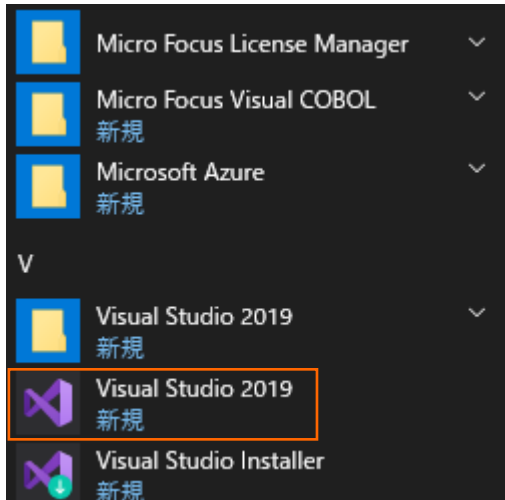 Micro Focus License Manager
Micro Focus Visual COBOL
新規
Microsoft Azure
新規
V
Visual Studio 2019
新規
Visual Studio 2019
新規
Visual Studio Installer
新規